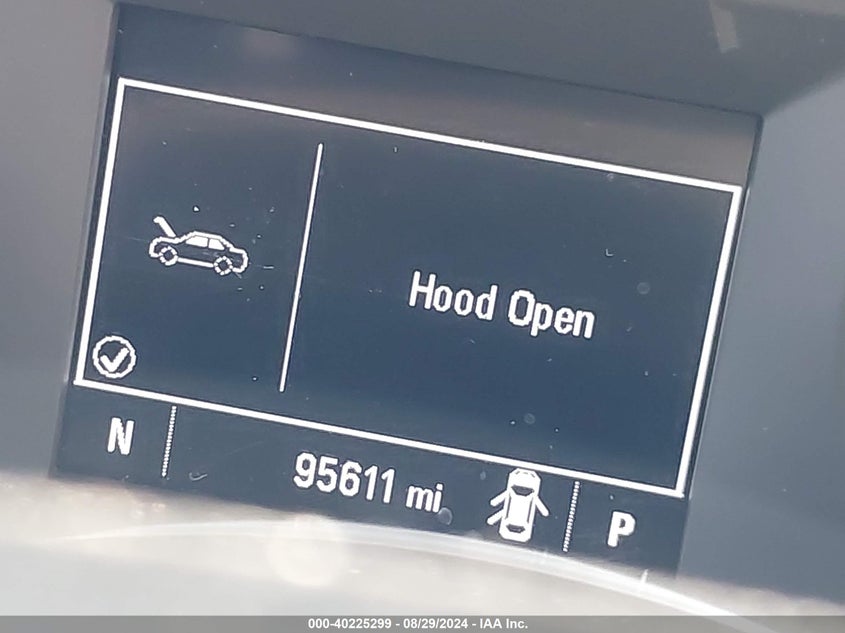 Hood Open
N
95611 mi
P
000-40225299 - 08/29/2024 - IAA Inc.